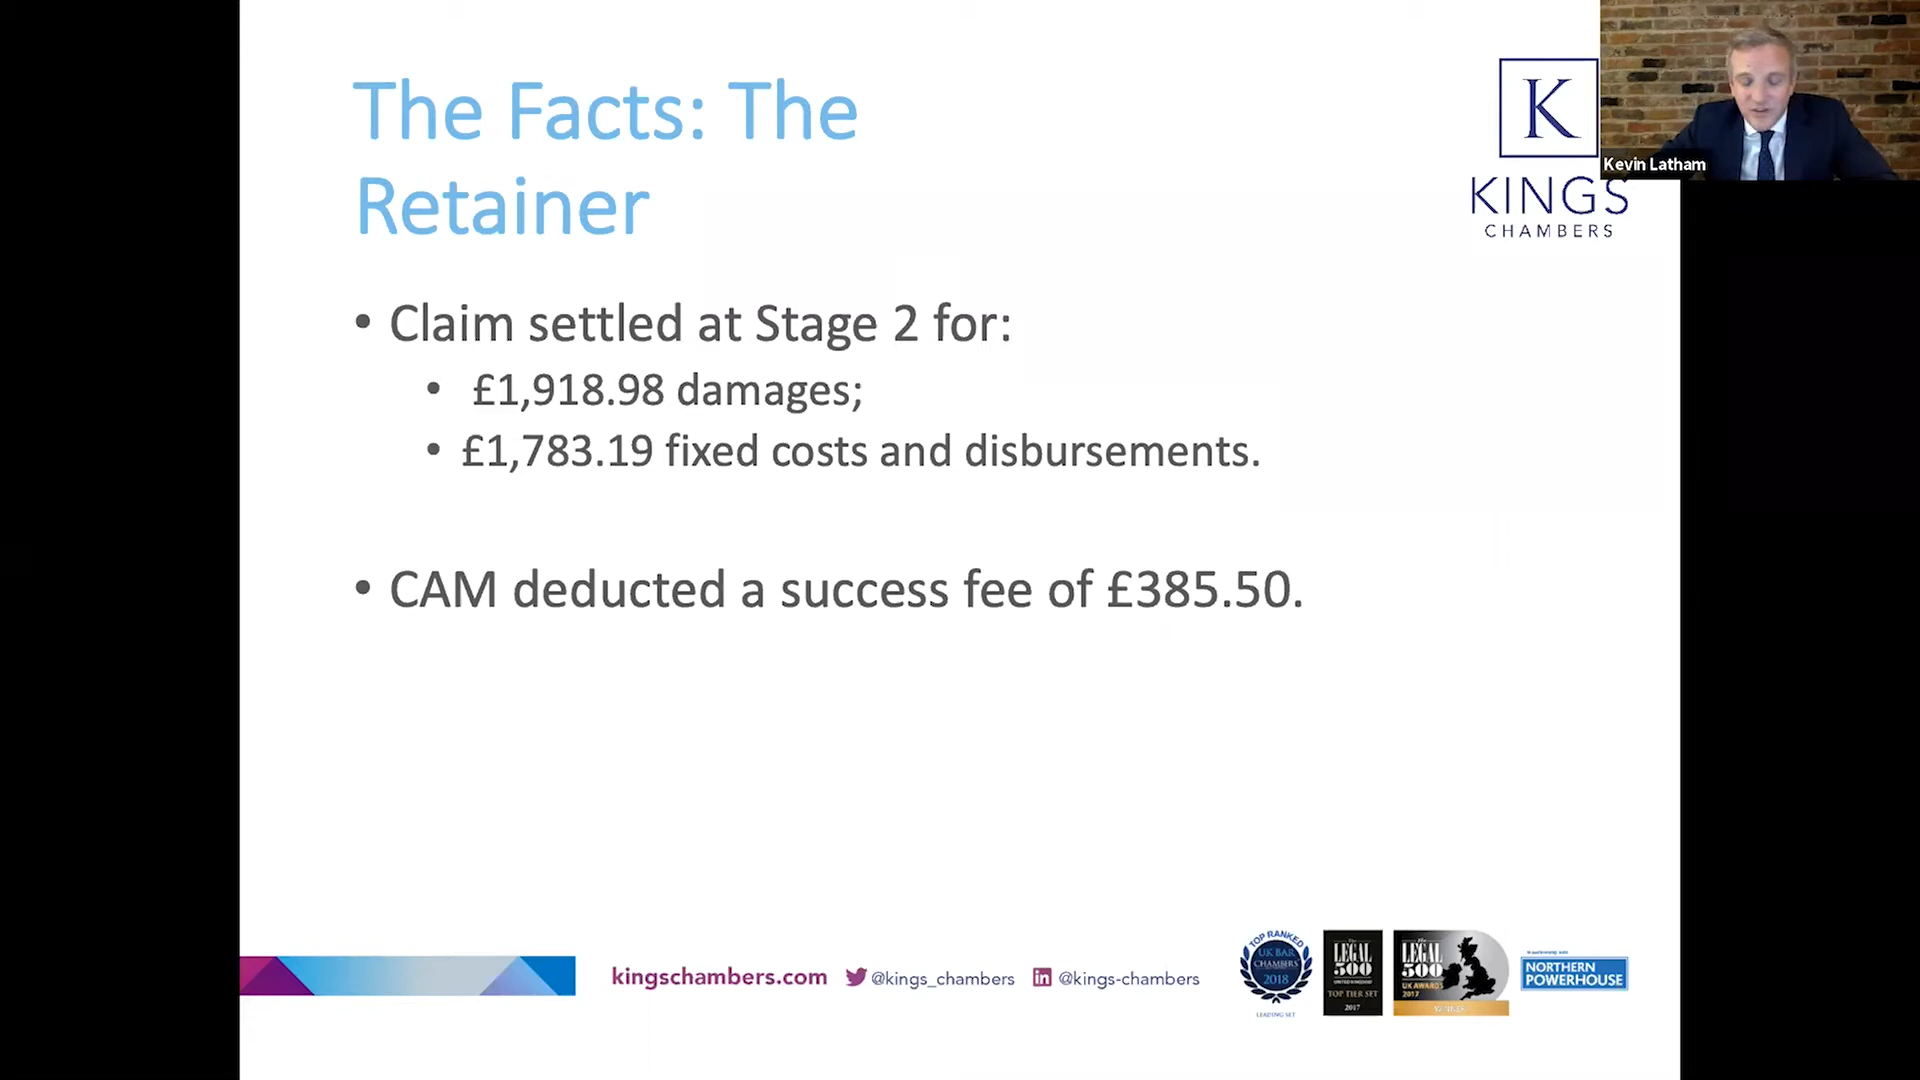 The Facts: The
Retainer
K
KINGS
CHAMBERS
Kevin Latham
• Claim settled at Stage 2 for:
• £1,918.98 damages;
• £1,783.19 fixed costs and disbursements.
• CAM deducted a success fee of £385.50.
kingschambers.com
@kings_chambers
in @kings-chambers
TOP RANKED
UK BAR
CHAMBERS
2018
LEADING SET
The
LEGAL
500
UNITED KINGDOM
TOP TIER SET
2017
The
LEGAL
500
UK AWARDS
2017
WINNER
NORTHERN
POWERHOUSE